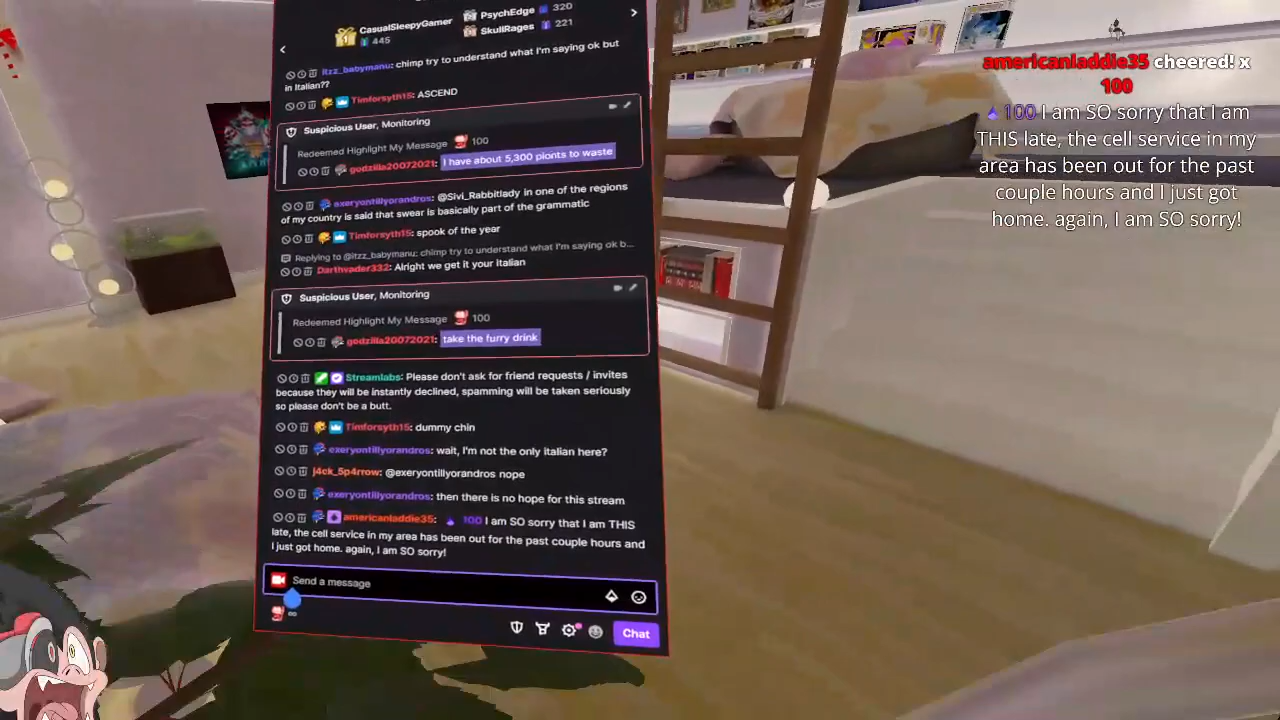 CasualSleepyGamer
445
PsychEdge 320
SkullRages 221
itzz_babymanu: chimp try to understand what I'm saying ok but
in Italian??
Timforsyth15: ASCEND
Suspicious User, Monitoring
Redeemed Highlight My Message 100
godzilla20072021: I have about 5,300 pionts to waste
exeryontillyorandros: @Sivi_Rabbitlady in one of the regions
of my country is said that swear is basically part of the grammatic
Timforsyth15: spook of the year
Replying to @itzz_babymanu: chimp try to understand what I'm saying ok b...
Darthvader332: Alright we get it your italian
Suspicious User, Monitoring
Redeemed Highlight My Message 100
godzilla20072021: take the furry drink
Streamlabs: Please don't ask for friend requests / invites
because they will be instantly declined, spamming will be taken seriously
so please don't be a butt.
Timforsyth15: dummy chin
exeryontillyorandros: wait, I'm not the only italian here?
j4ck_5p4rrow: @exeryontillyorandros nope
exeryontillyorandros: then there is no hope for this stream
americanladdie35: 100 I am SO sorry that I am THIS
late, the cell service in my area has been out for the past couple hours and
I just got home. again, I am SO sorry!
Send a message
Chat
americanladdie35 cheered! x
100
100 I am SO sorry that I am
THIS late, the cell service in my
area has been out for the past
couple hours and I just got
home. again, I am SO sorry!